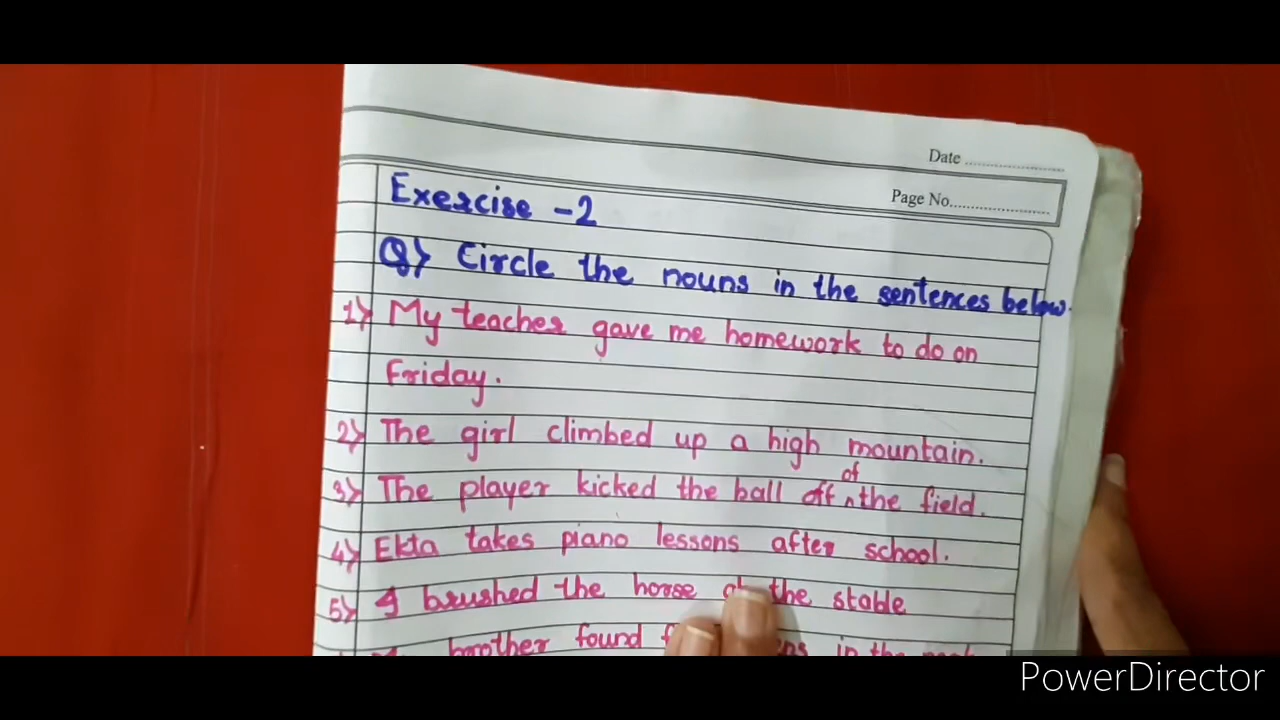 Date
Page No.
Exercise -2
Q) Circle the nouns in the sentences below.
1) My teacher gave me homework to do on
Friday.
2) The girl climbed up a high mountain.
of
3) The player kicked the ball off ^ the field.
4) Ekta takes piano lessons after school.
5) I brushed the horse the stable
brother found in the
PowerDirector